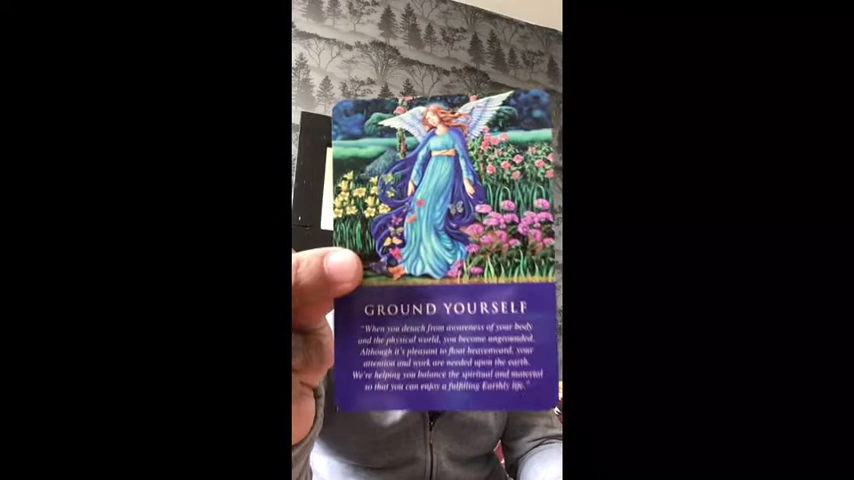 GROUND YOURSELF
"When you detach from awareness of your body
and the physical world, you become ungrounded.
Although it's pleasant to float heavenward, your
attention and work are needed upon the earth.
We're helping you balance the spiritual and material
so that you can enjoy a fulfilling Earthly life."